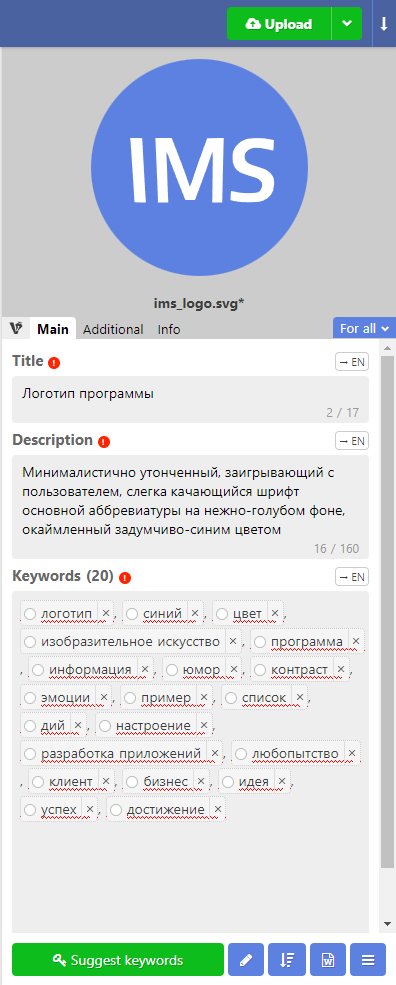 Upload
IMS
ims_logo.svg*
Main Additional Info For all
Title → EN
Логотип программы
2 / 17
Description → EN
Минималистично утонченный, заигрывающий с
пользователем, слегка качающийся шрифт
основной аббревиатуры на нежно-голубом фоне,
окаймленный задумчиво-синим цветом
16 / 160
Keywords (20) → EN
логотип ×, синий ×, цвет ×,
изобразительное искусство ×, программа ×
, информация ×, юмор ×, контраст ×,
эмоции ×, пример ×, список ×,
дий ×, настроение ×,
разработка приложений ×, любопытство ×
, клиент ×, бизнес ×, идея ×,
успех ×, достижение ×
Suggest keywords